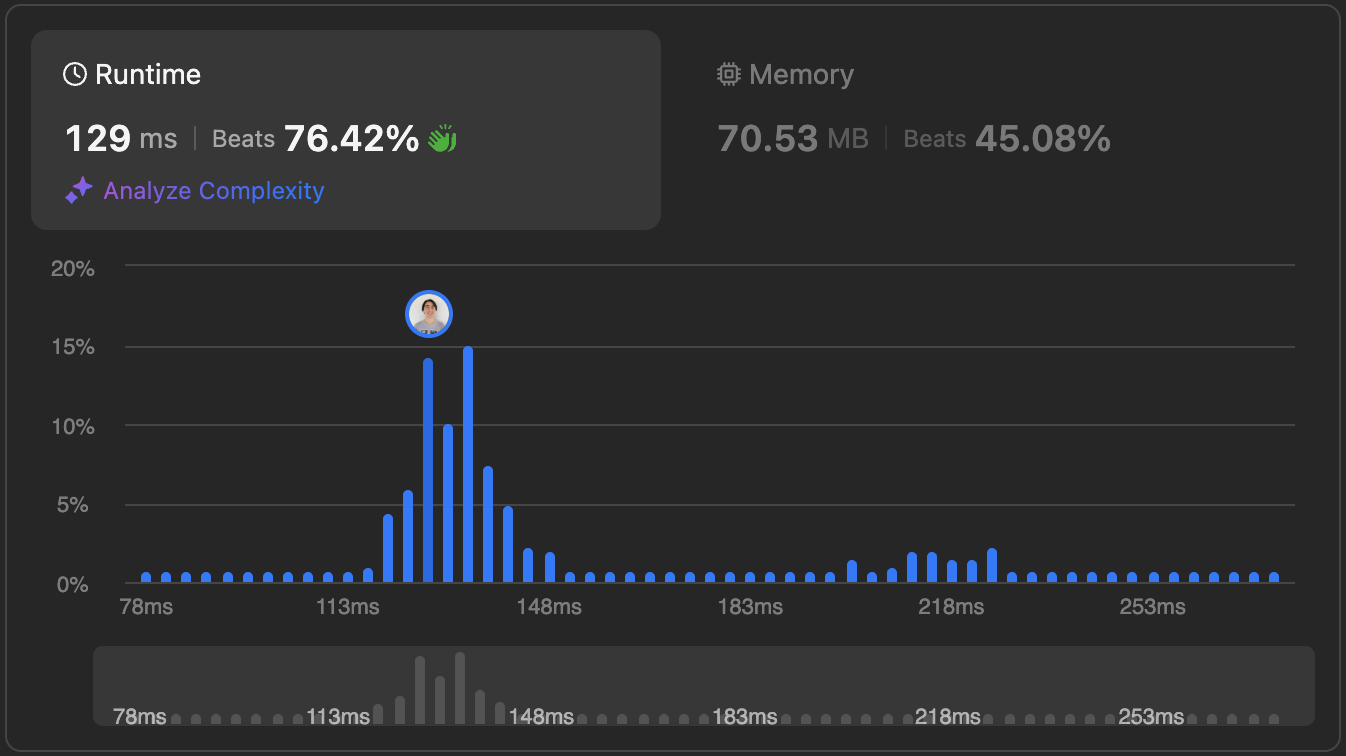 Runtime
129 ms | Beats 76.42%
Analyze Complexity
Memory
70.53 MB | Beats 45.08%
20%
15%
10%
5%
0%
78ms 113ms 148ms 183ms 218ms 253ms
78ms 113ms 148ms 183ms 218ms 253ms